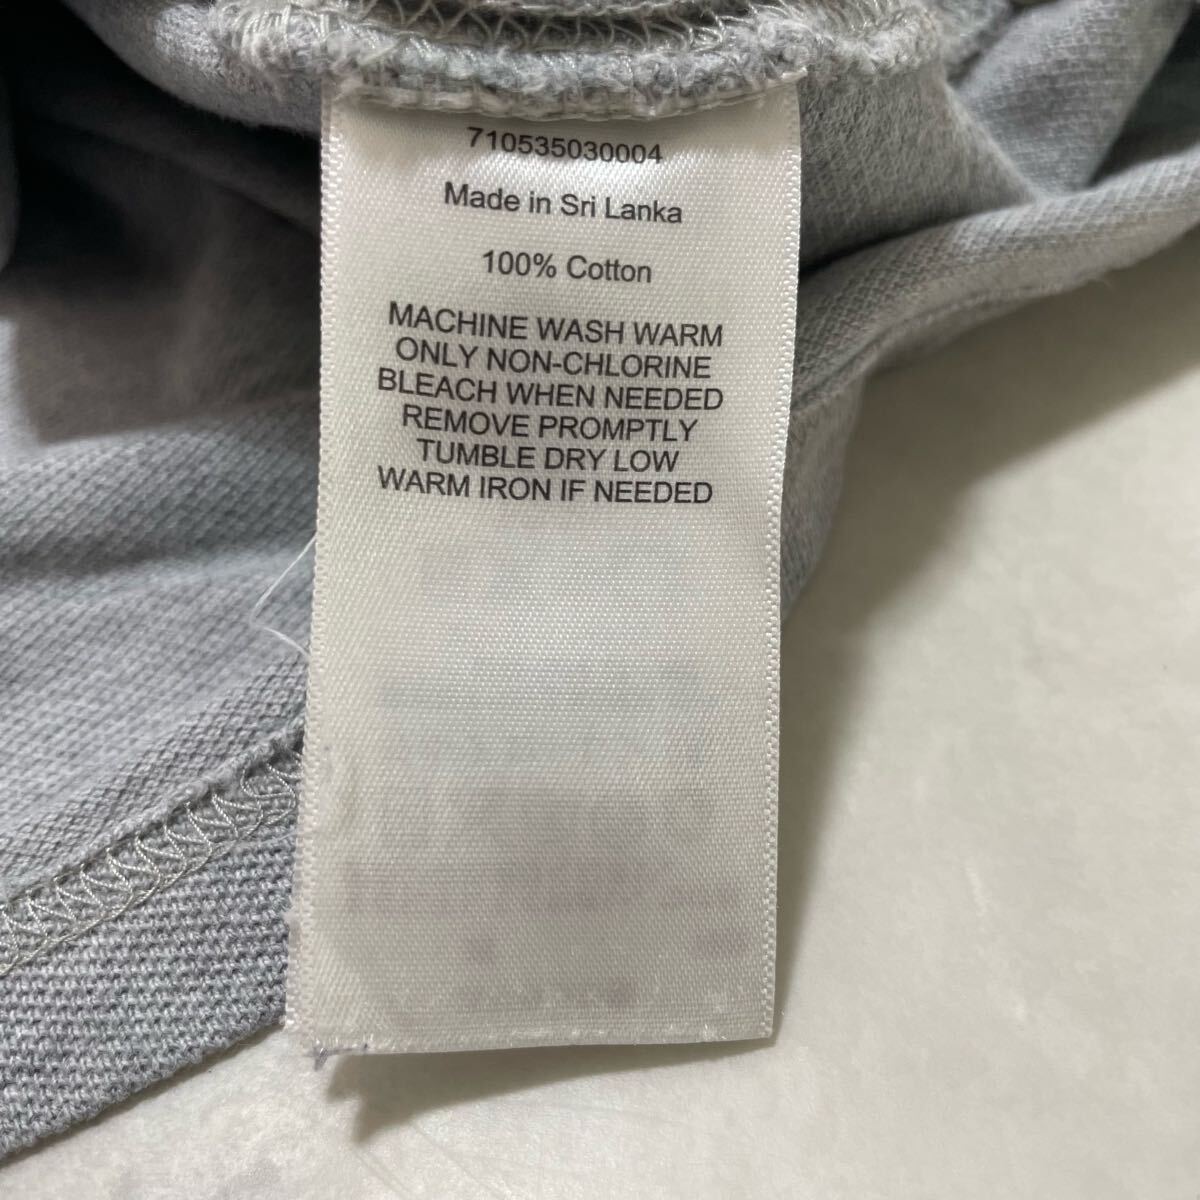 710535030004
Made in Sri Lanka
100% Cotton
MACHINE WASH WARM
ONLY NON-CHLORINE
BLEACH WHEN NEEDED
REMOVE PROMPTLY
TUMBLE DRY LOW
WARM IRON IF NEEDED